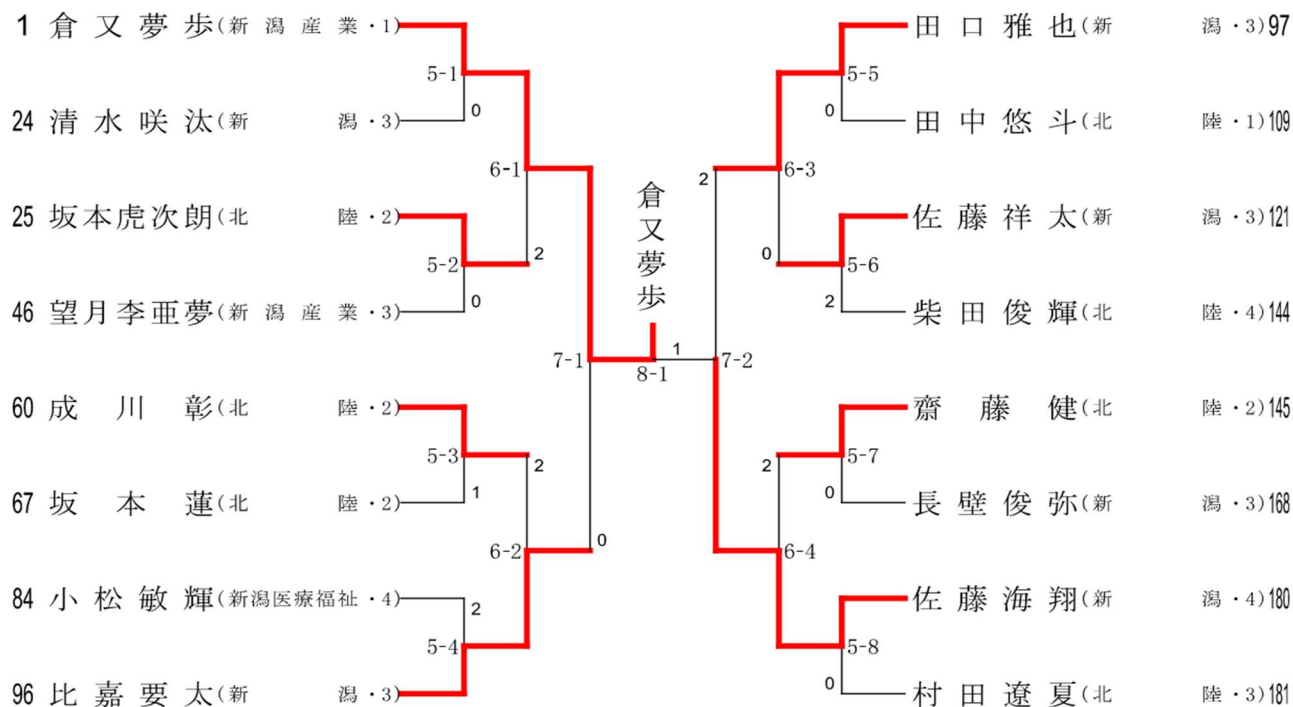 1 倉又夢歩(新潟産業・1)
5-1
0
24 清水咲汰(新潟・3)
6-1
25 坂本虎次朗(北陸・2)
5-2
2
0
46 望月李亜夢(新潟産業・3)
7-1
60 成川彰(北陸・2)
5-3
2
1
67 坂本蓮(北陸・2)
6-2
0
84 小松敏輝(新潟医療福祉・4)
2
5-4
96 比嘉要太(新潟・3)
倉又夢歩
8-1
1
田口雅也(新潟・3)97
5-5
0
田中悠斗(北陸・1)109
2
6-3
佐藤祥太(新潟・3)121
0
5-6
2
柴田俊輝(北陸・4)144
7-2
齋藤健(北陸・2)145
2
5-7
0
長壁俊弥(新潟・3)168
6-4
佐藤海翔(新潟・4)180
5-8
0
村田遼夏(北陸・3)181